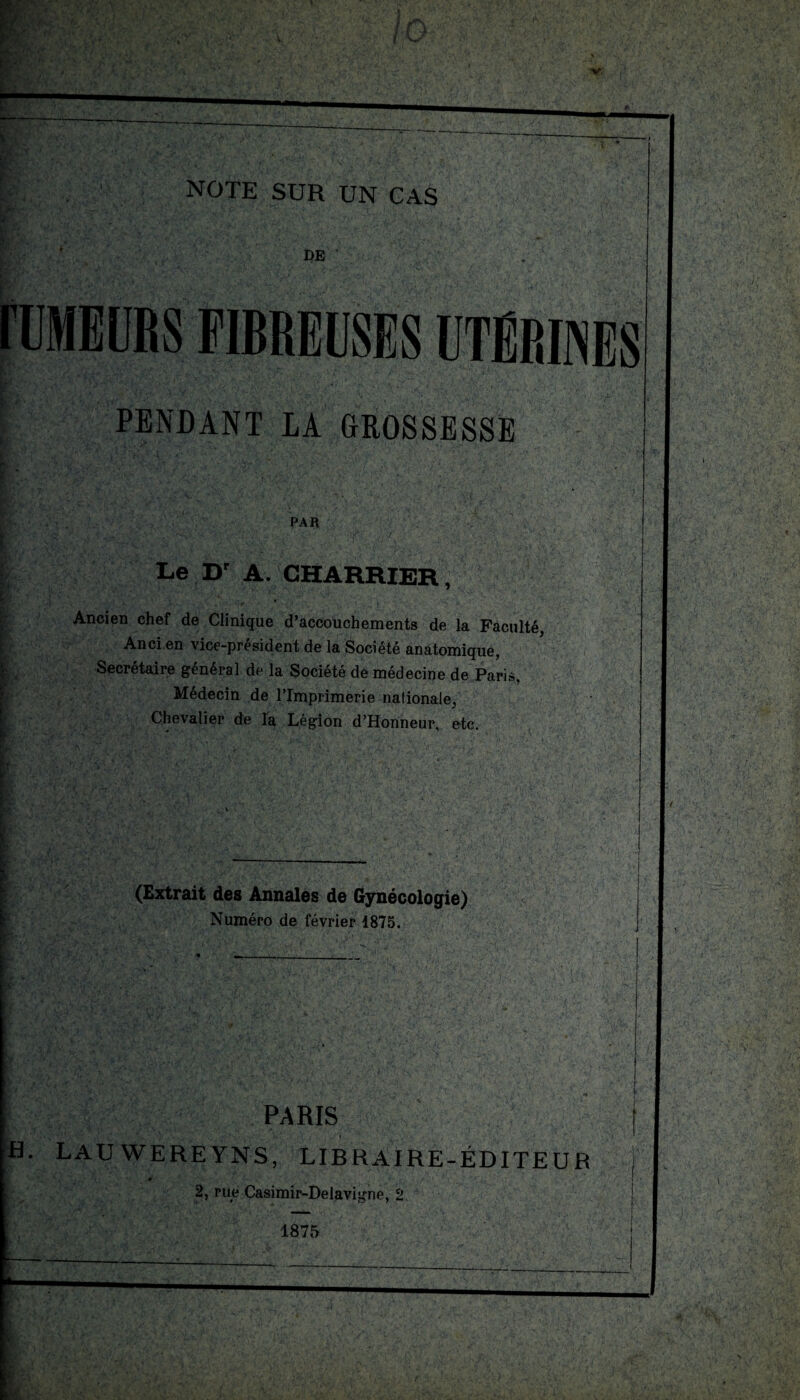 10
NOTE SUR UN CAS
DE
TUMEURS FIBREUSES UTÉRINES
PENDANT LA GROSSESSE
PAR
Le Dr A. CHARRIER,
Ancien chef de Clinique d'accouchements de la Faculté,
Ancien vice-président de la Société anatomique,
Secrétaire général de la Société de médecine de Paris,
Médecin de l'Imprimerie nationale,
Chevalier de la Légion d'Honneur, etc.
(Extrait des Annales de Gynécologie)
Numéro de février 1875.
PARIS
H. LAUWEREYNS, LIBRAIRE-ÉDITEUR
2, rue Casimir-Delavigne, 2
1875